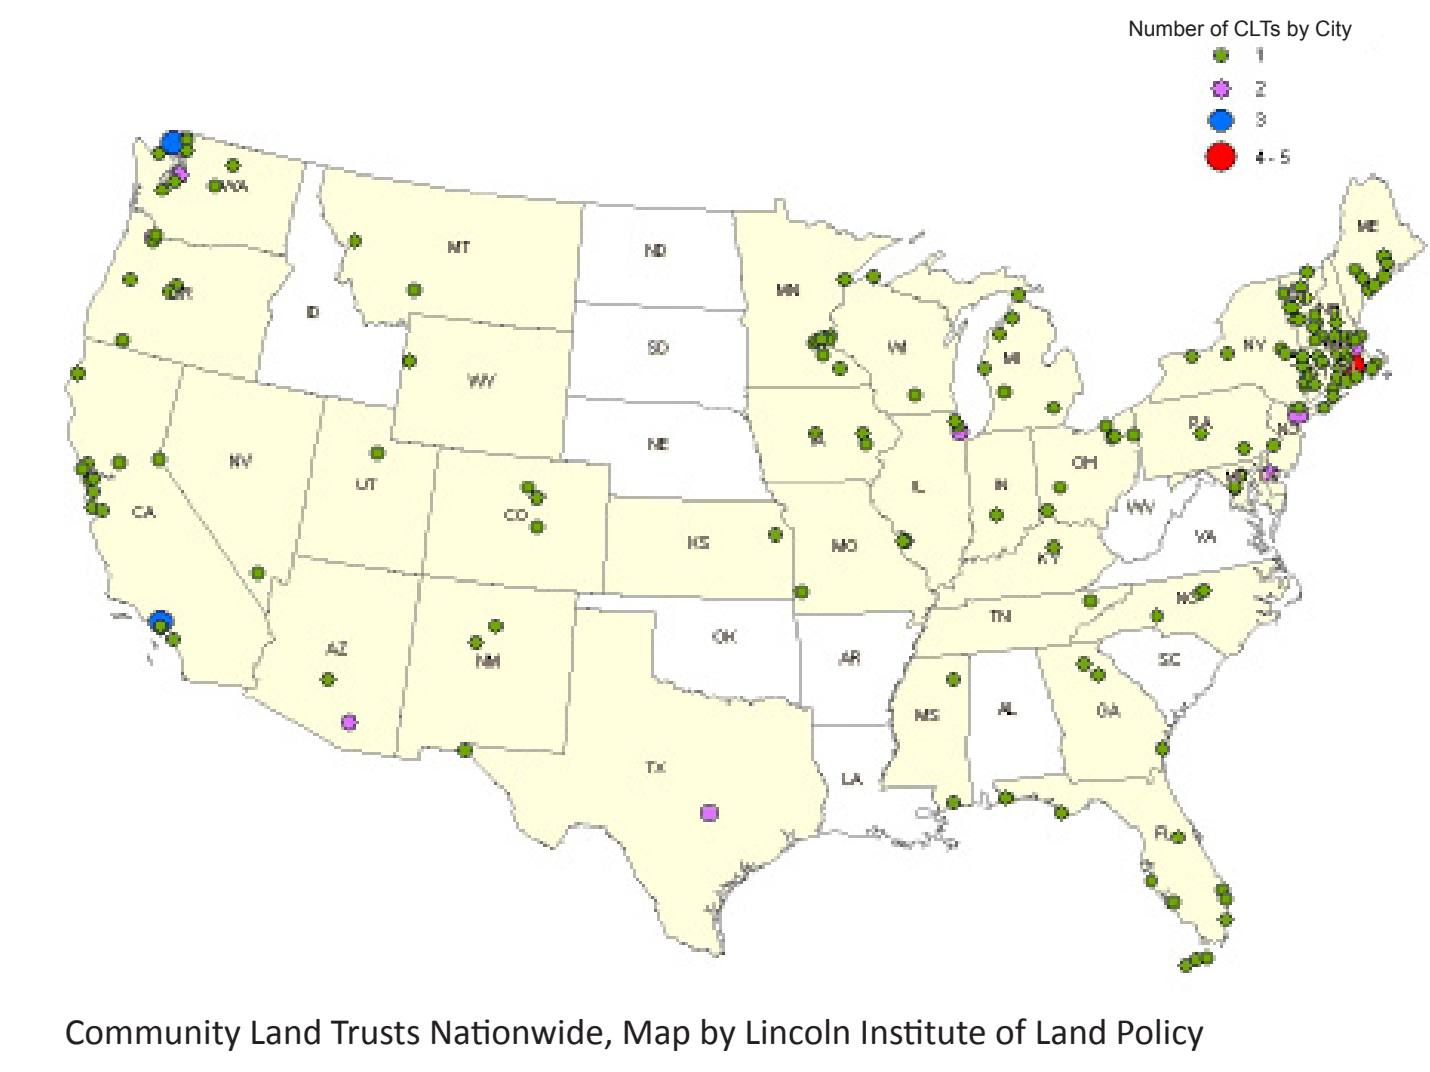 Number of CLTs by City
1
2
3
4 - 5
ME
WA
MT
ND
MN
OR
ID
SD
WI
MI
NY
WY
NE
IA
PA
NJ
NV
UT
CO
IL
IN
OH
CA
KS
MO
WV
VA
KY
AZ
NM
OK
AR
TN
NC
SC
MS
AL
GA
TX
LA
FL
Community Land Trusts Nationwide, Map by Lincoln Institute of Land Policy